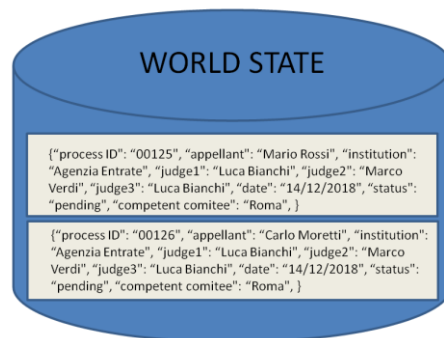 WORLD STATE
{“process ID”: “00125”, “appellant”: “Mario Rossi”, “institution”:
“Agenzia Entrate”, “judge1”: “Luca Bianchi”, “judge2”: “Marco
Verdi”, “judge3”: “Luca Bianchi”, “date”: “14/12/2018”, “status”:
“pending”, “competent comitee”: “Roma”, }
{“process ID”: “00126”, “appellant”: “Carlo Moretti”, “institution”:
“Agenzia Entrate”, “judge1”: “Luca Bianchi”, “judge2”: “Marco
Verdi”, “judge3”: “Luca Bianchi”, “date”: “14/12/2018”, “status”:
“pending”, “competent comitee”: “Roma”, }